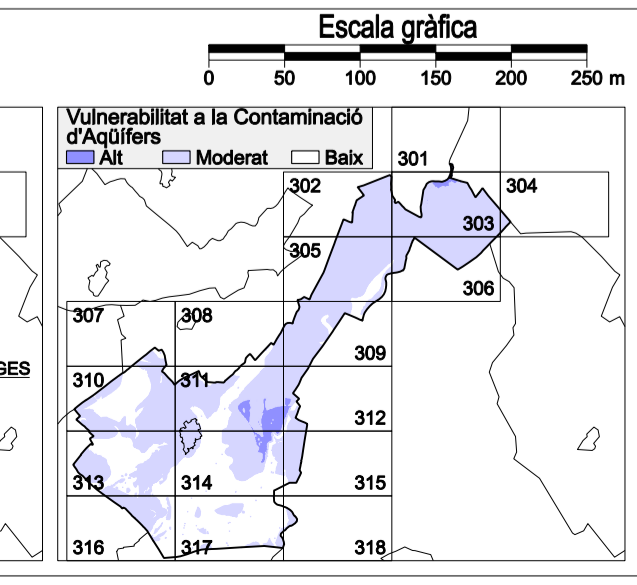 Escala gràfica
0 50 100 150 200 250 m
Vulnerabilitat a la Contaminació
d'Aqüífers
Alt Moderat Baix
301
302 304
303
305
306
307 308
309
GES
310 311
312
313 314 315
316 317 318